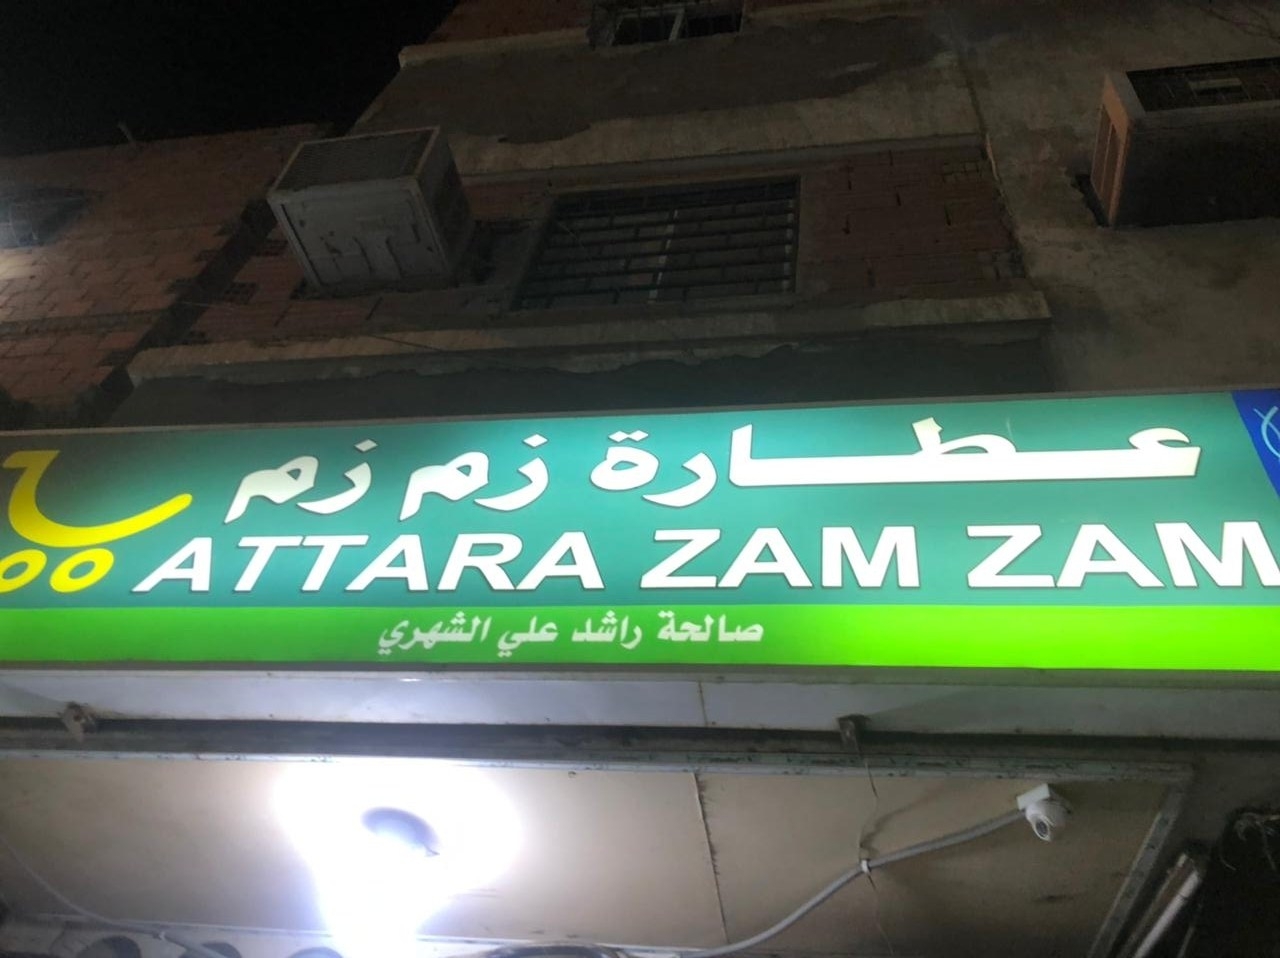 عطارة زم زم
ATTARA ZAM ZAM
صالحة راشد علي الشهري